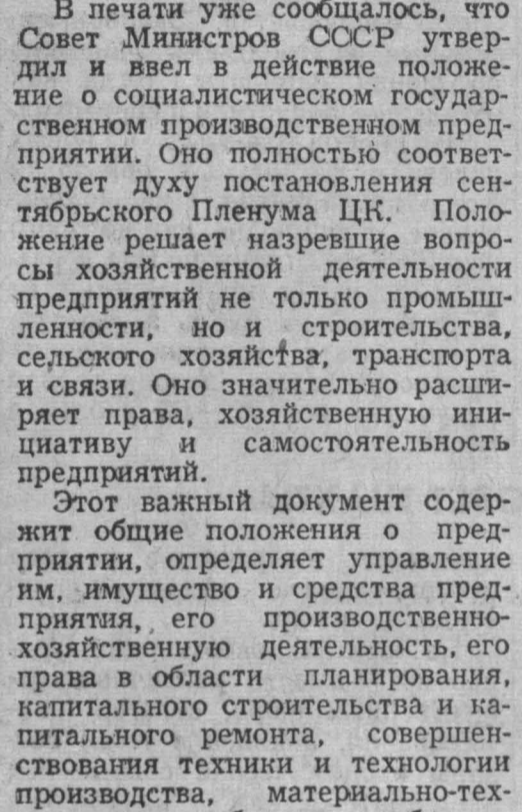 В печати уже сообщалось, что
Совет Министров СССР утвер-
дил и ввел в действие положе-
ние о социалистическом государ-
ственном производственном пред-
приятии. Оно полностью соответ-
ствует духу постановления сен-
тябрьского Пленума ЦК. Поло-
жение решает назревшие вопро-
сы хозяйственной деятельности
предприятий не только промыш-
ленности, но и строительства,
сельского хозяйства, транспорта
и связи. Оно значительно расши-
ряет права, хозяйственную ини-
циативу и самостоятельность
предприятий.
Этот важный документ содер-
жит общие положения о пред-
приятии, определяет управление
им, имущество и средства пред-
приятия, его производственно-
хозяйственную деятельность, его
права в области планирования,
капитального строительства и ка-
питального ремонта, совершен-
ствования техники и технологии
производства, материально-тех-